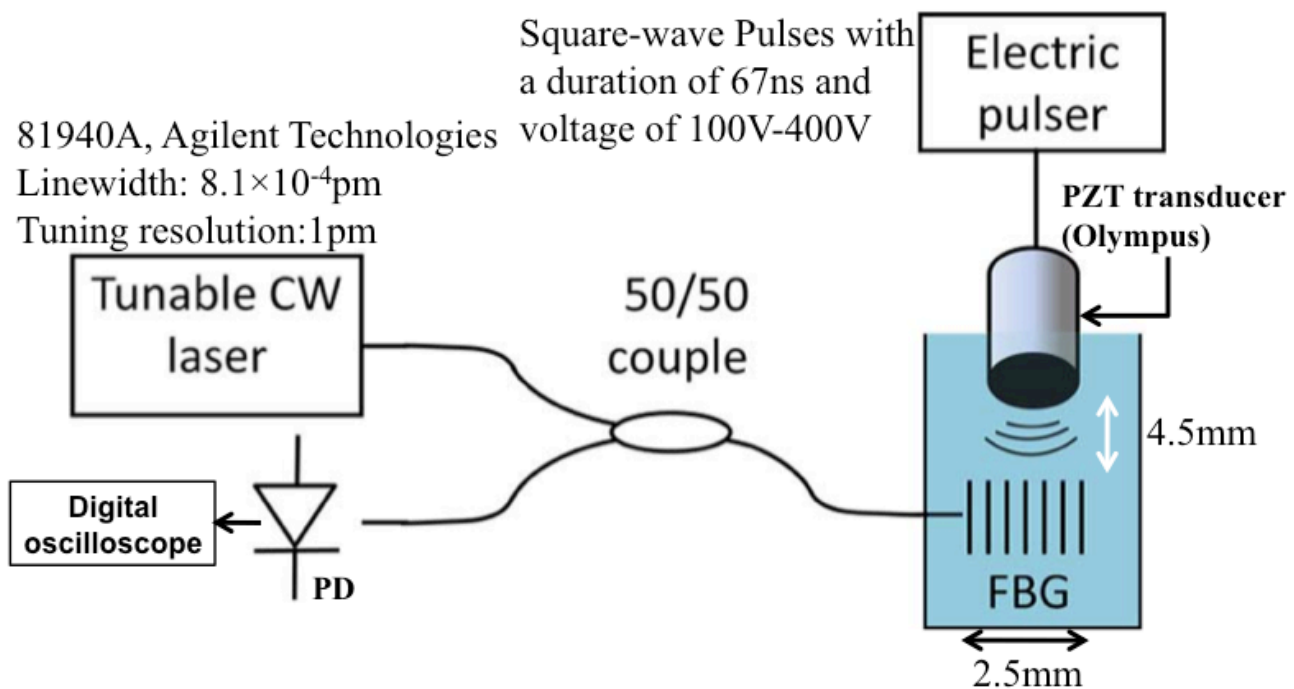 Square-wave Pulses with
a duration of 67ns and
voltage of 100V-400V
Electric
pulser
81940A, Agilent Technologies
Linewidth: 8.1×10⁻⁴pm
Tuning resolution:1pm
PZT transducer
(Olympus)
Tunable CW
laser
50/50
couple
4.5mm
Digital
oscilloscope
PD
FBG
2.5mm